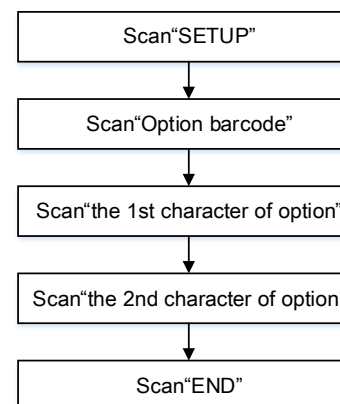 Scan“SETUP”
Scan“Option barcode”
Scan“the 1st character of option”
Scan“the 2nd character of option
Scan“END”